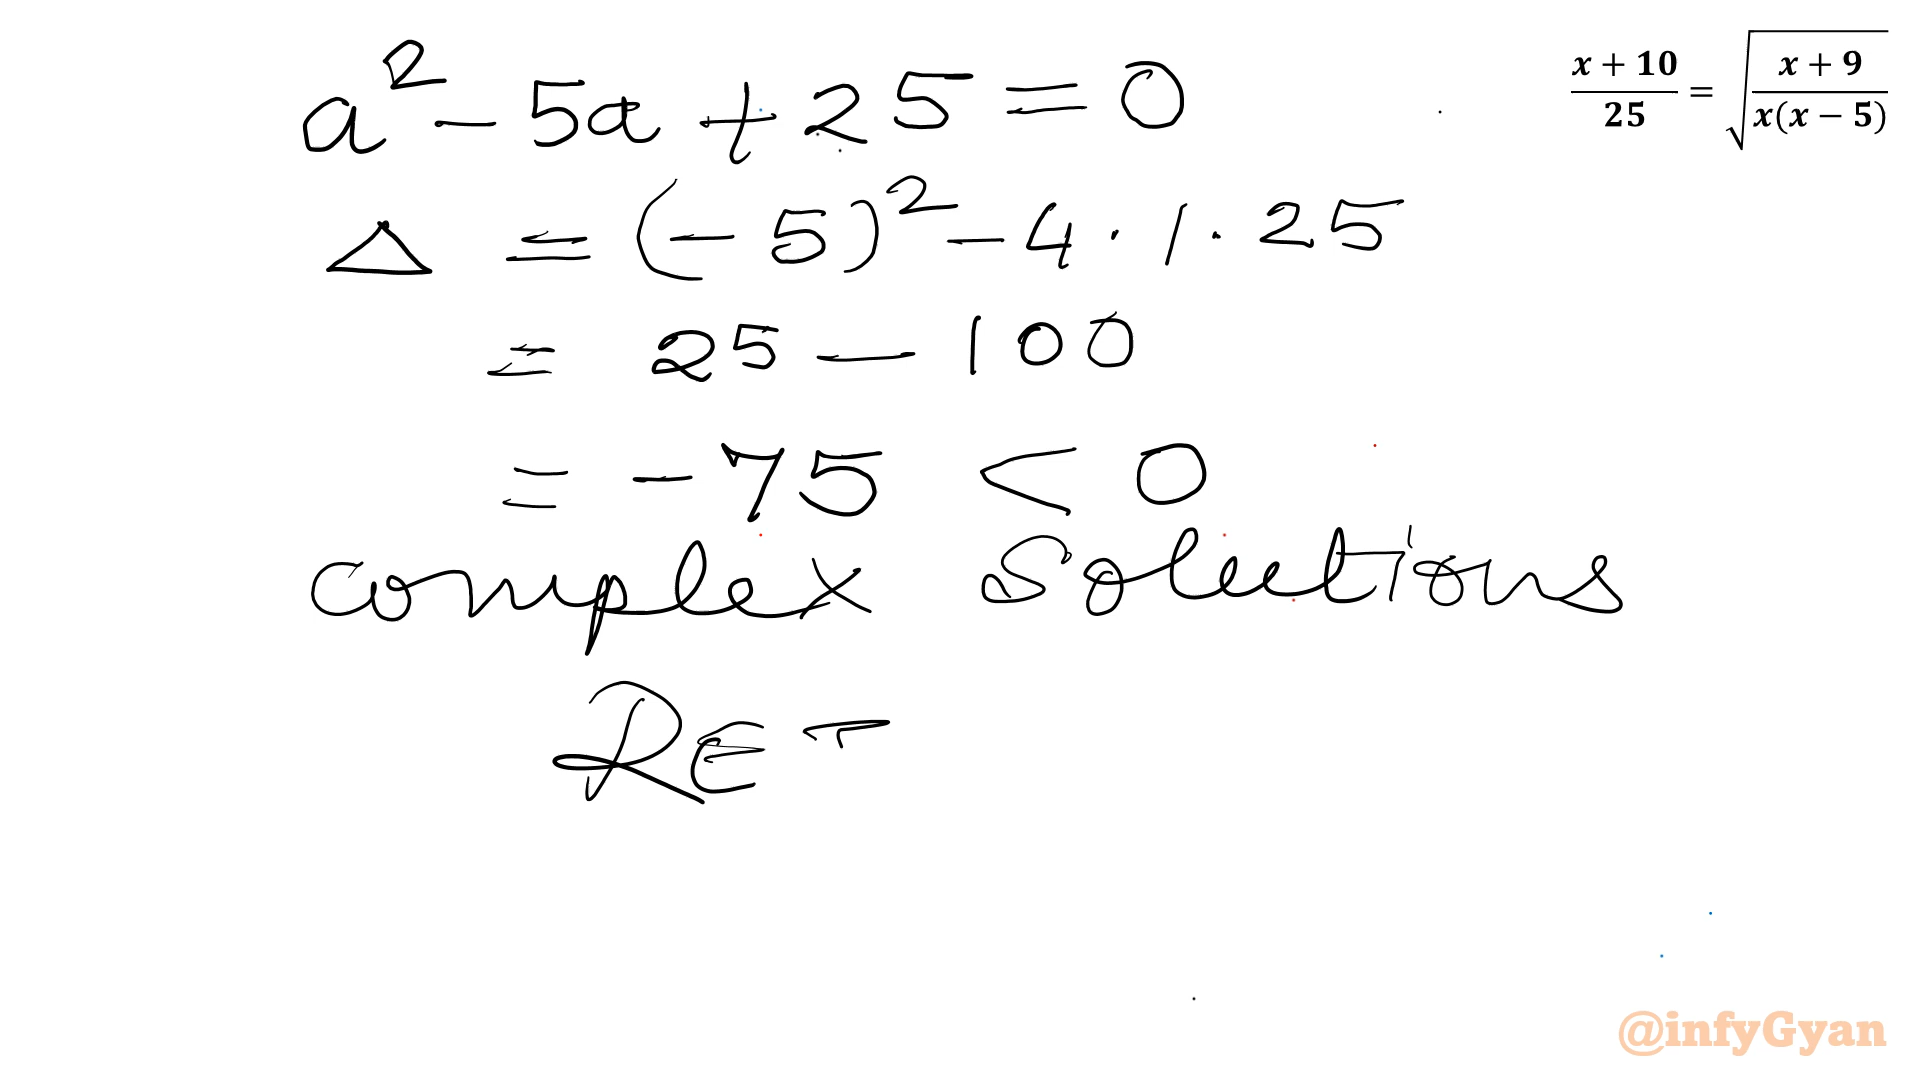 a² - 5a + 25 = 0
x + 10 / 25 = √(x + 9 / x(x - 5))
Δ = (-5)² - 4 · 1 · 25
= 25 - 100
= -75 < 0
complex solutions
RE
@infyGyan